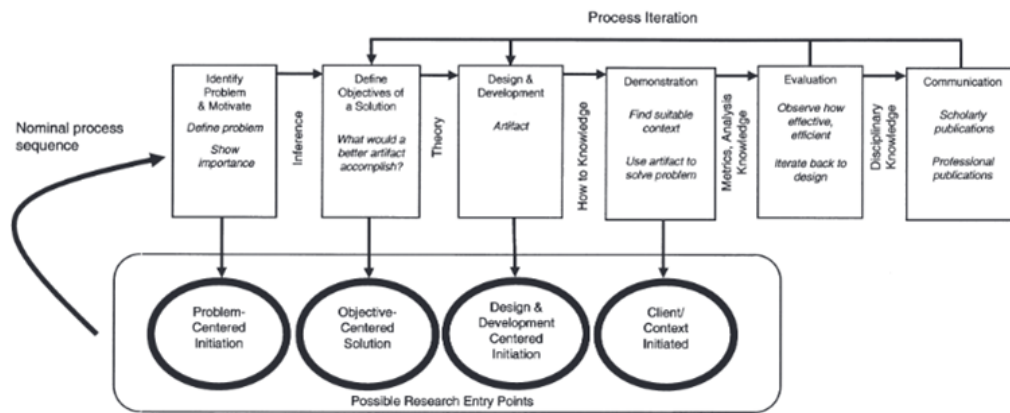 Process Iteration
Nominal process
sequence
Identify
Problem
& Motivate
Define problem
Show
importance
Inference
Define
Objectives of
a Solution
What would a
better artifact
accomplish?
Theory
Design &
Development
Artifact
How to Knowledge
Demonstration
Find suitable
context
Use artifact to
solve problem
Metrics, Analysis
Knowledge
Evaluation
Observe how
effective,
efficient
Iterate back to
design
Disciplinary
Knowledge
Communication
Scholarly
publications
Professional
publications
Problem-
Centered
Initiation
Objective-
Centered
Solution
Design &
Development
Centered
Initiation
Client/
Context
Initiated
Possible Research Entry Points